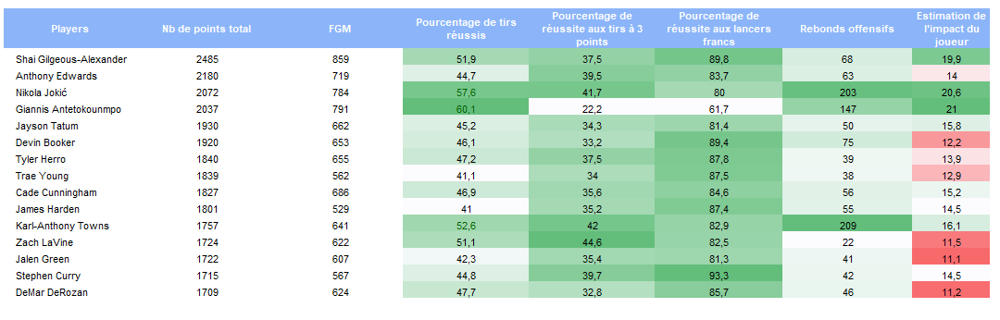 Players Nb de points total FGM Pourcentage de tirs réussis Pourcentage de réussite aux tirs à 3 points Pourcentage de réussite aux lancers francs Rebonds offensifs Estimation de l'impact du joueur
Shai Gilgeous-Alexander 2485 859 51,9 37,5 89,8 68 19,9
Anthony Edwards 2180 719 44,7 39,5 83,7 63 14
Nikola Jokić 2072 784 57,6 41,7 80 203 20,6
Giannis Antetokounmpo 2037 791 60,1 22,2 61,7 147 21
Jayson Tatum 1930 662 45,2 34,3 81,4 50 15,8
Devin Booker 1920 653 46,1 33,2 89,4 75 12,2
Tyler Herro 1840 655 47,2 37,5 87,8 39 13,9
Trae Young 1839 562 41,1 34 87,5 38 12,9
Cade Cunningham 1827 686 46,9 35,6 84,6 56 15,2
James Harden 1801 529 41 35,2 87,4 55 14,5
Karl-Anthony Towns 1757 641 52,6 42 82,9 209 16,1
Zach LaVine 1724 622 51,1 44,6 82,5 22 11,5
Jalen Green 1722 607 42,3 35,4 81,3 41 11,1
Stephen Curry 1715 567 44,8 39,7 93,3 42 14,5
DeMar DeRozan 1709 624 47,7 32,8 85,7 46 11,2